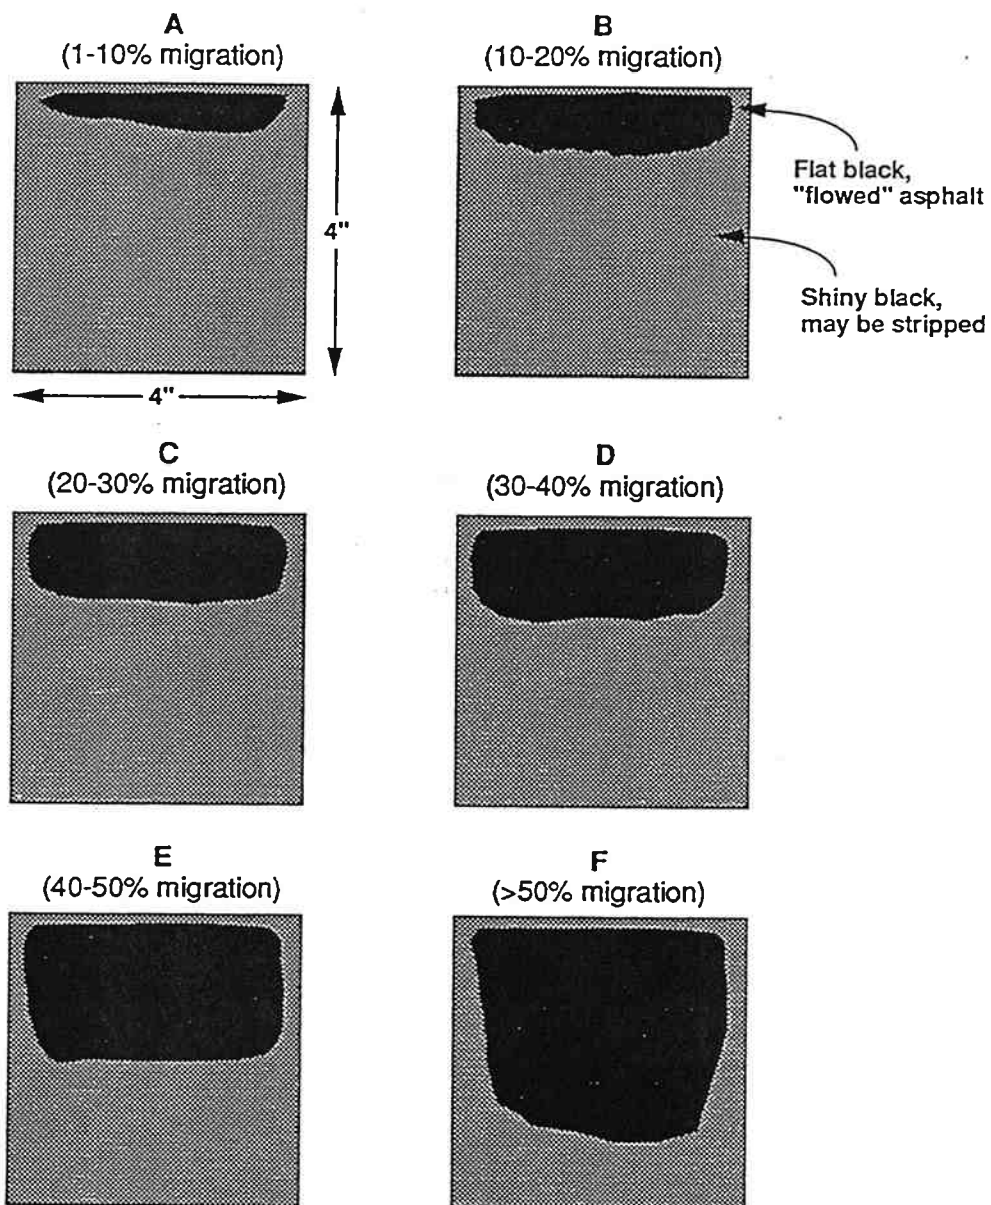 A
(1-10% migration)
B
(10-20% migration)
4"
4"
Flat black,
"flowed" asphalt
Shiny black,
may be stripped
C
(20-30% migration)
D
(30-40% migration)
E
(40-50% migration)
F
(>50% migration)